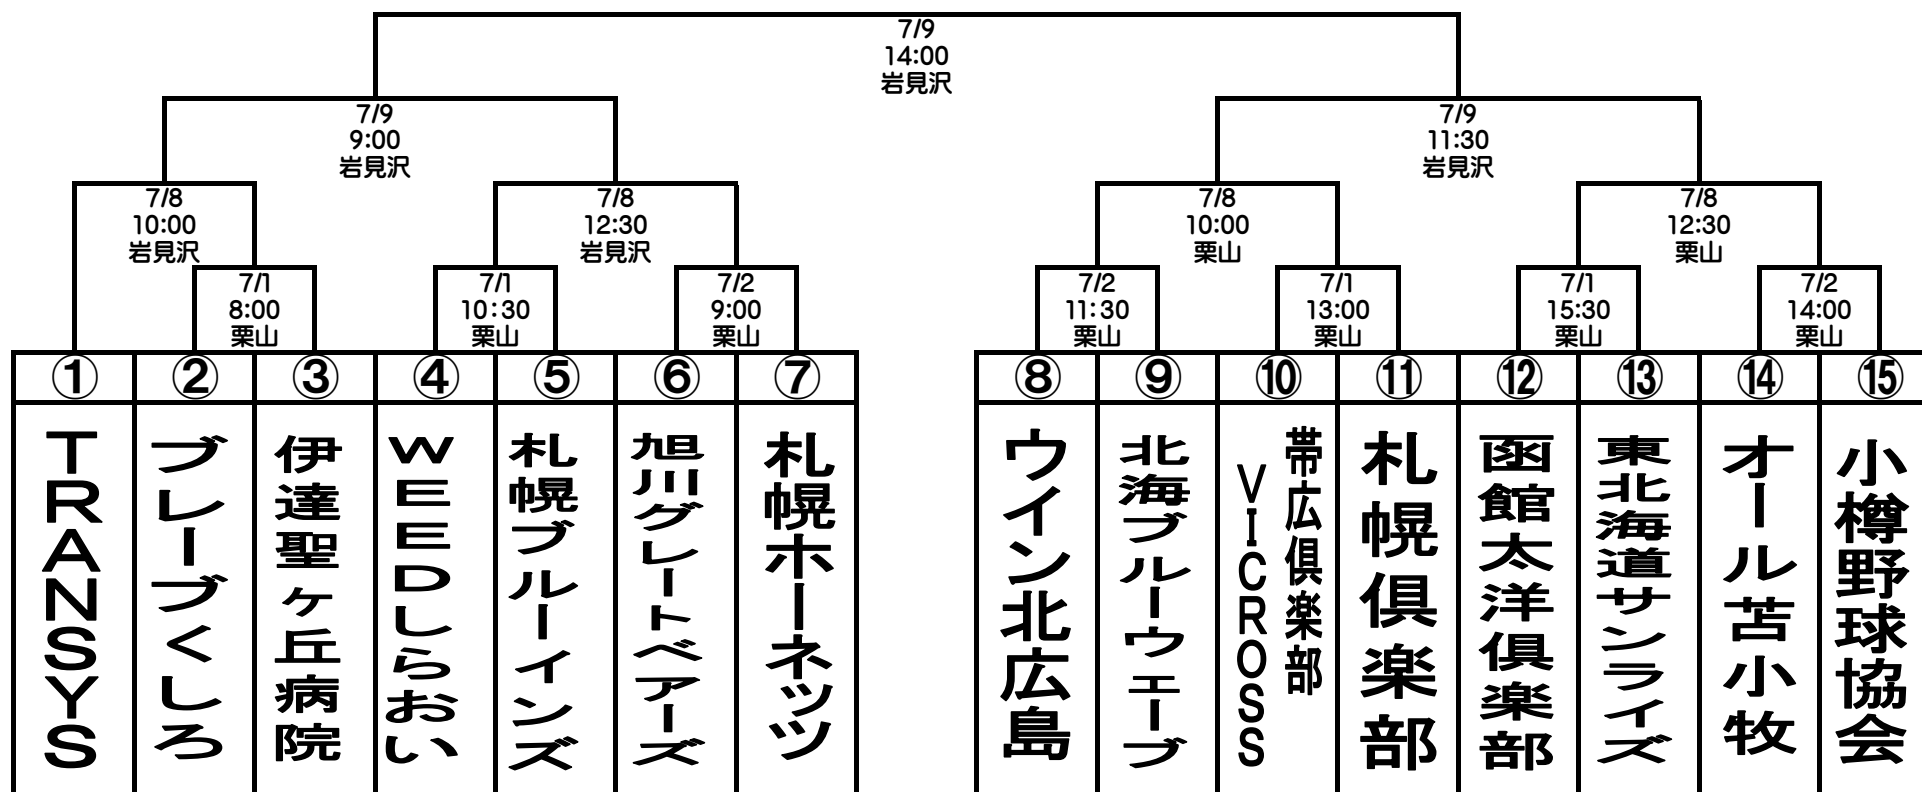 7/9
14:00
岩見沢
7/9
9:00
岩見沢
7/9
11:30
岩見沢
7/8
10:00
岩見沢
7/8
12:30
岩見沢
7/8
10:00
栗山
7/8
12:30
栗山
7/1
8:00
栗山
7/1
10:30
栗山
7/2
9:00
栗山
7/2
11:30
栗山
7/1
13:00
栗山
7/1
15:30
栗山
7/2
14:00
栗山
①
②
③
④
⑤
⑥
⑦
⑧
⑨
⑩
⑪
⑫
⑬
⑭
⑮
TRANSYS
ブレーブくしろ
伊達聖ヶ丘病院
WEEDしらおい
札幌ブルーインズ
旭川グレートベアーズ
札幌ホーネッツ
ウイン北広島
北海ブルーウエーブ
帯広倶楽部
VICROSS
札幌倶楽部
函館太洋倶楽部
東北海道サンライズ
オール苫小牧
小樽野球協会